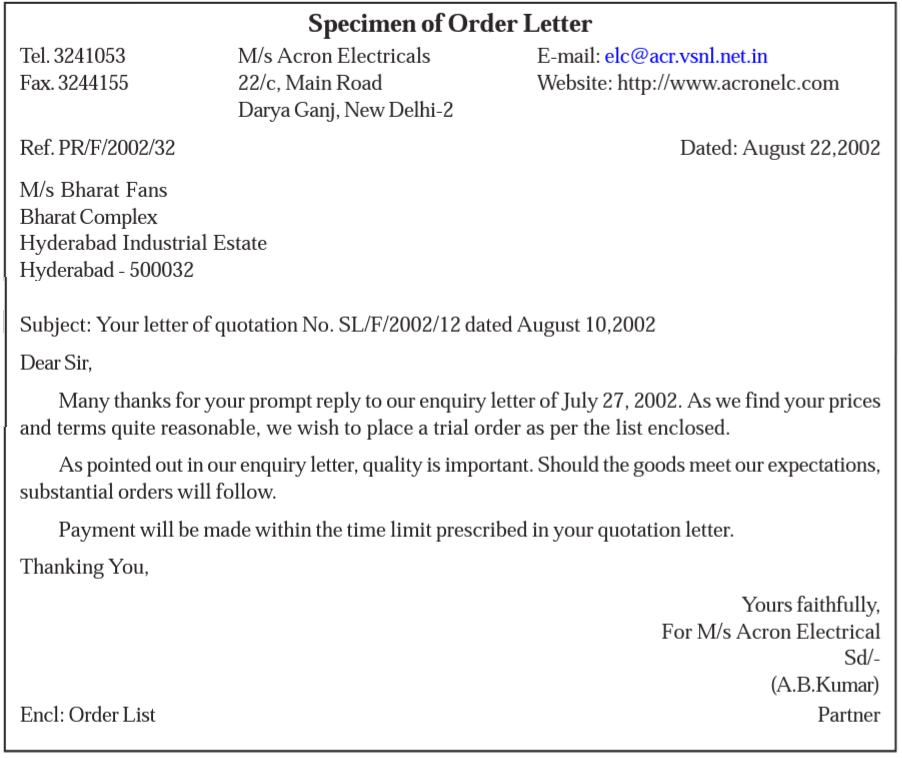 Specimen of Order Letter
Tel. 3241053 M/s Acron Electricals E-mail: elc@acr.vsnl.net.in
Fax. 3244155 22/c, Main Road Website: http://www.acronelc.com
Darya Ganj, New Delhi-2
Ref. PR/F/2002/32 Dated: August 22,2002
M/s Bharat Fans
Bharat Complex
Hyderabad Industrial Estate
Hyderabad - 500032
Subject: Your letter of quotation No. SL/F/2002/12 dated August 10,2002
Dear Sir,
Many thanks for your prompt reply to our enquiry letter of July 27, 2002. As we find your prices
and terms quite reasonable, we wish to place a trial order as per the list enclosed.
As pointed out in our enquiry letter, quality is important. Should the goods meet our expectations,
substantial orders will follow.
Payment will be made within the time limit prescribed in your quotation letter.
Thanking You,
Yours faithfully,
For M/s Acron Electrical
Sd/-
(A.B.Kumar)
Encl: Order List Partner